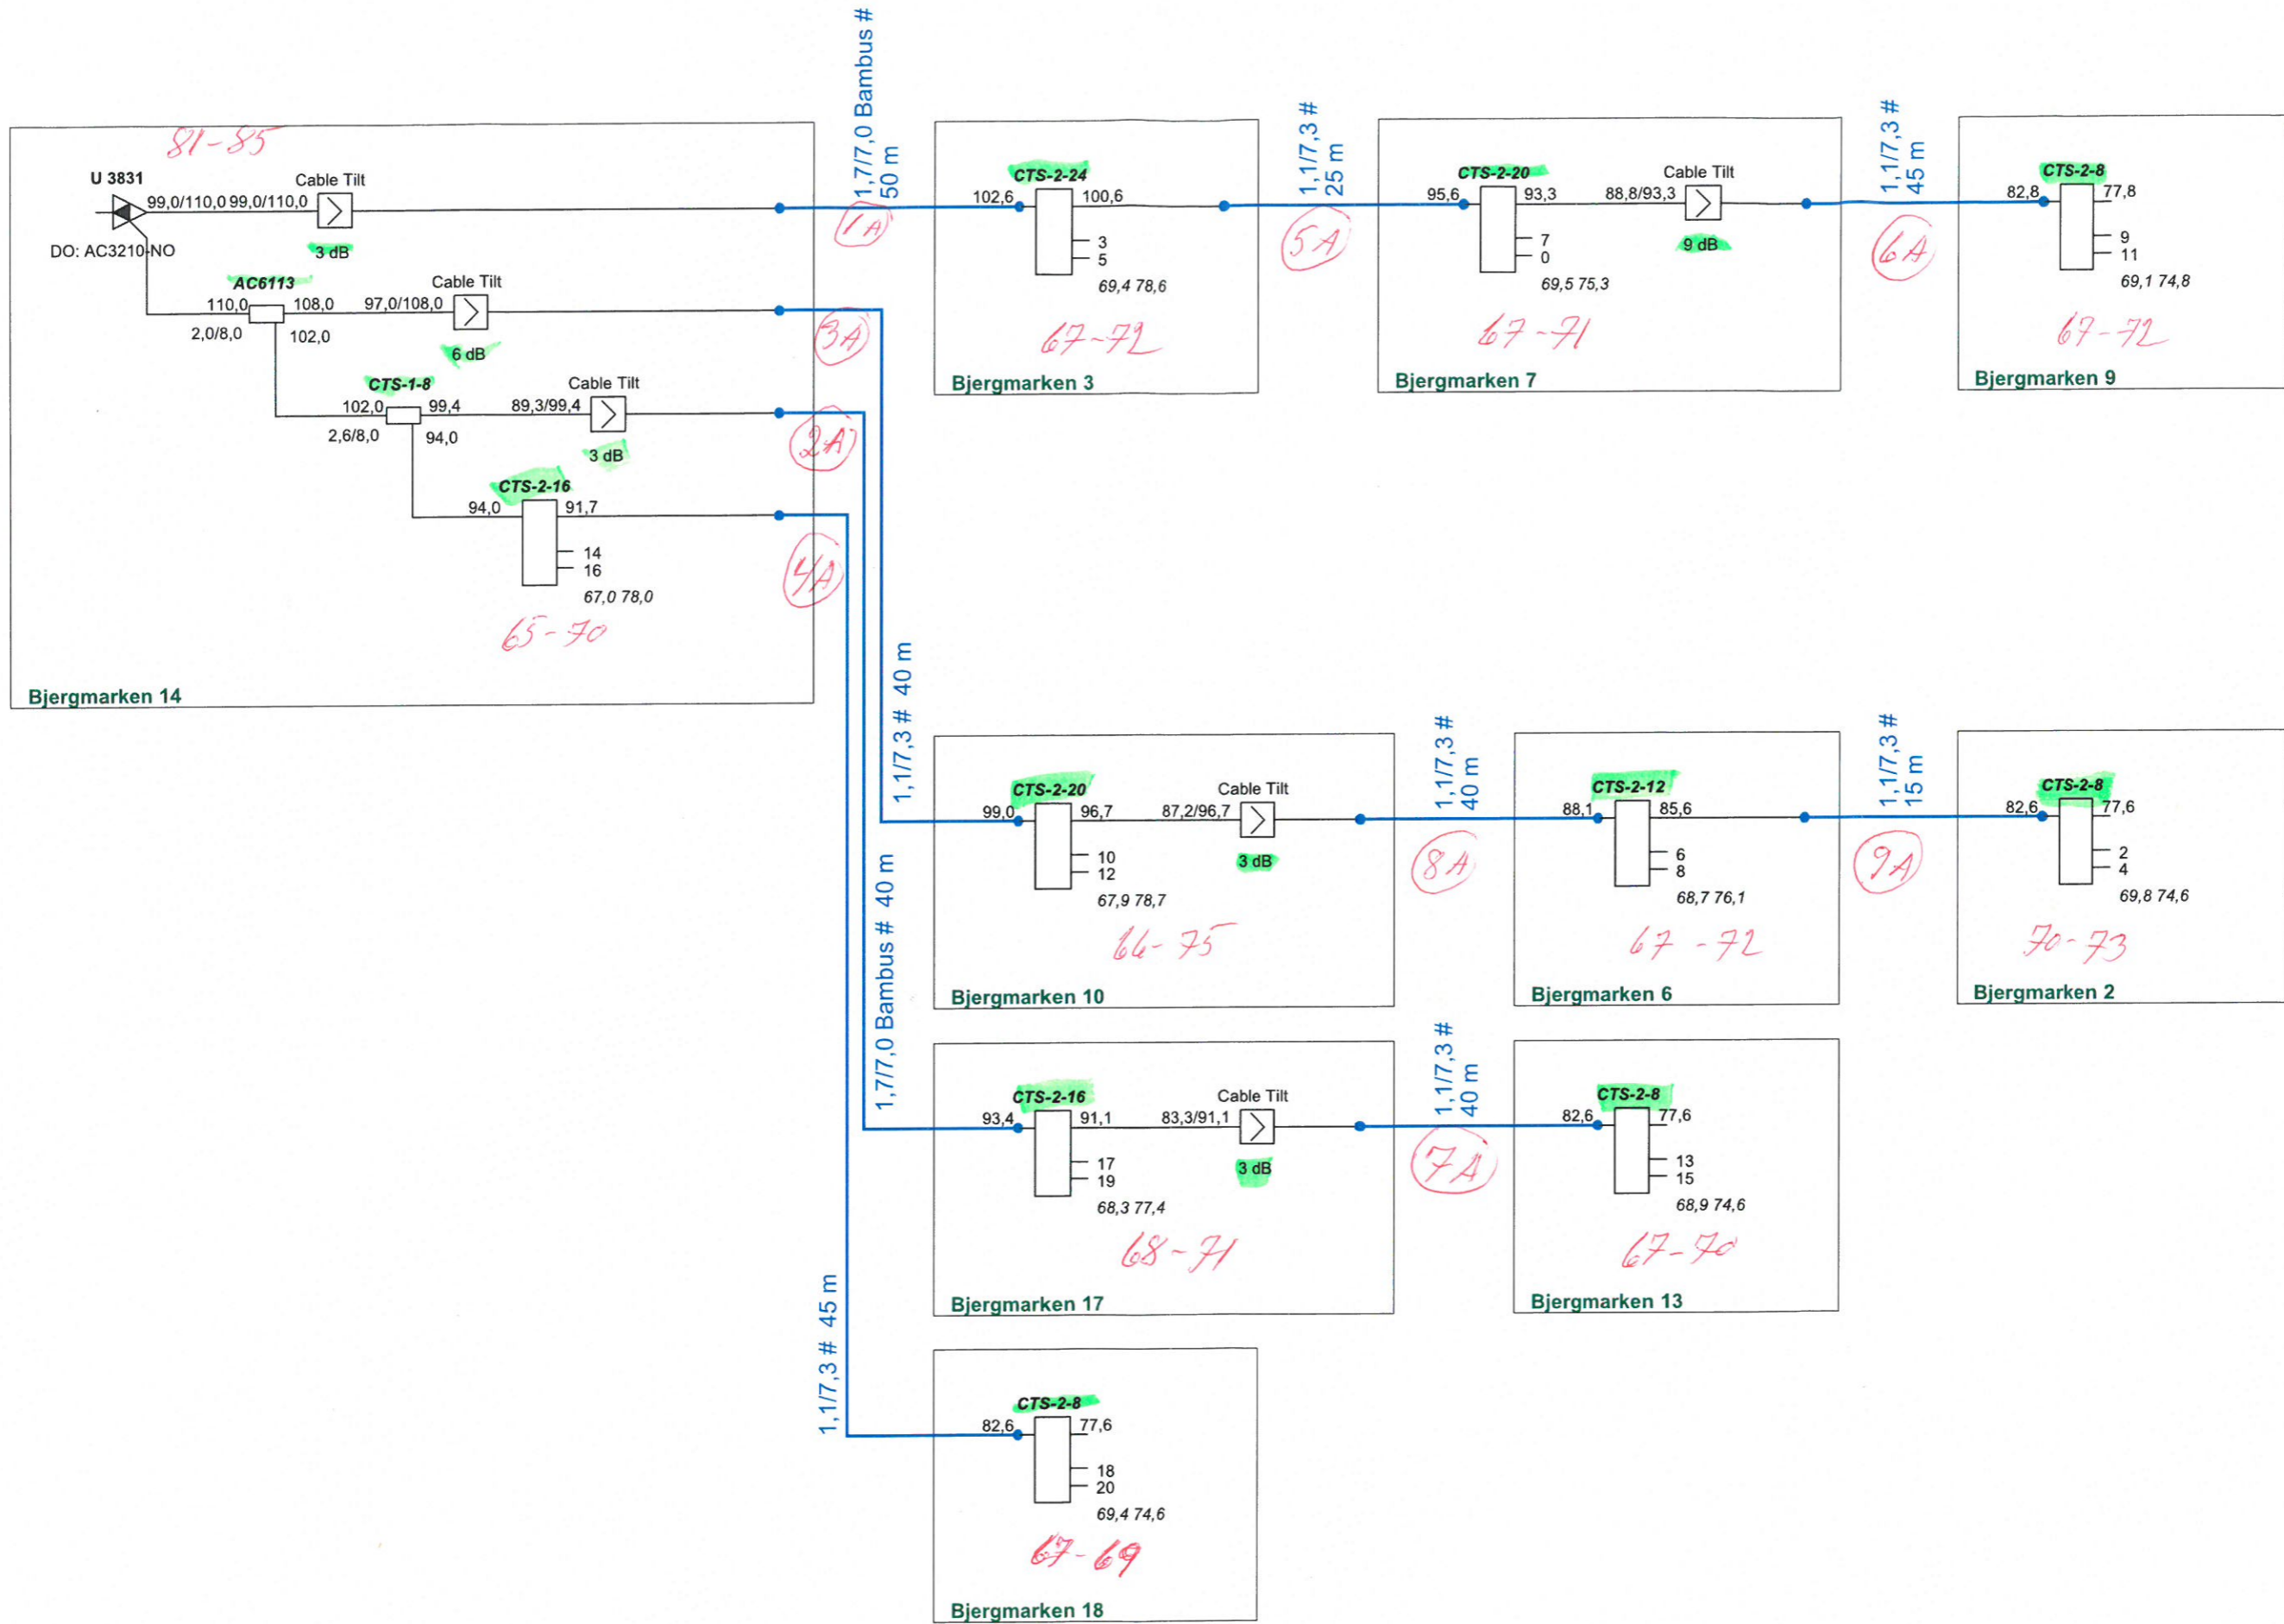 81-85
U 3831
99,0/110,0 99,0/110,0
Cable Tilt
3 dB
DO: AC3210-NO
AC6113
110,0
108,0
97,0/108,0
Cable Tilt
2,0/8,0
102,0
6 dB
CTS-1-8
102,0
99,4
89,3/99,4
Cable Tilt
2,6/8,0
94,0
3 dB
CTS-2-16
94,0
91,7
14
16
67,0 78,0
65-70
Bjergmarken 14
1,7/7,0 Bambus #
50 m
1A
3A
2A
4A
CTS-2-24
102,6
100,6
3
5
69,4 78,6
67-72
Bjergmarken 3
1,1/7,3 #
25 m
5A
CTS-2-20
95,6
93,3
88,8/93,3
Cable Tilt
7
0
9 dB
69,5 75,3
67-71
Bjergmarken 7
1,1/7,3 #
45 m
6A
CTS-2-8
82,8
77,8
9
11
69,1 74,8
67-72
Bjergmarken 9
1,1/7,3 # 40 m
CTS-2-20
99,0
96,7
87,2/96,7
Cable Tilt
10
12
3 dB
67,9 78,7
66-75
Bjergmarken 10
1,1/7,3 #
40 m
8A
CTS-2-12
88,1
85,6
6
8
68,7 76,1
67-72
Bjergmarken 6
1,1/7,3 #
15 m
9A
CTS-2-8
82,6
77,6
2
4
69,8 74,6
70-73
Bjergmarken 2
1,7/7,0 Bambus # 40 m
CTS-2-16
93,4
91,1
83,3/91,1
Cable Tilt
17
19
3 dB
68,3 77,4
68-71
Bjergmarken 17
1,1/7,3 #
40 m
7A
CTS-2-8
82,6
77,6
13
15
68,9 74,6
67-70
Bjergmarken 13
1,1/7,3 # 45 m
CTS-2-8
82,6
77,6
18
20
69,4 74,6
67-69
Bjergmarken 18